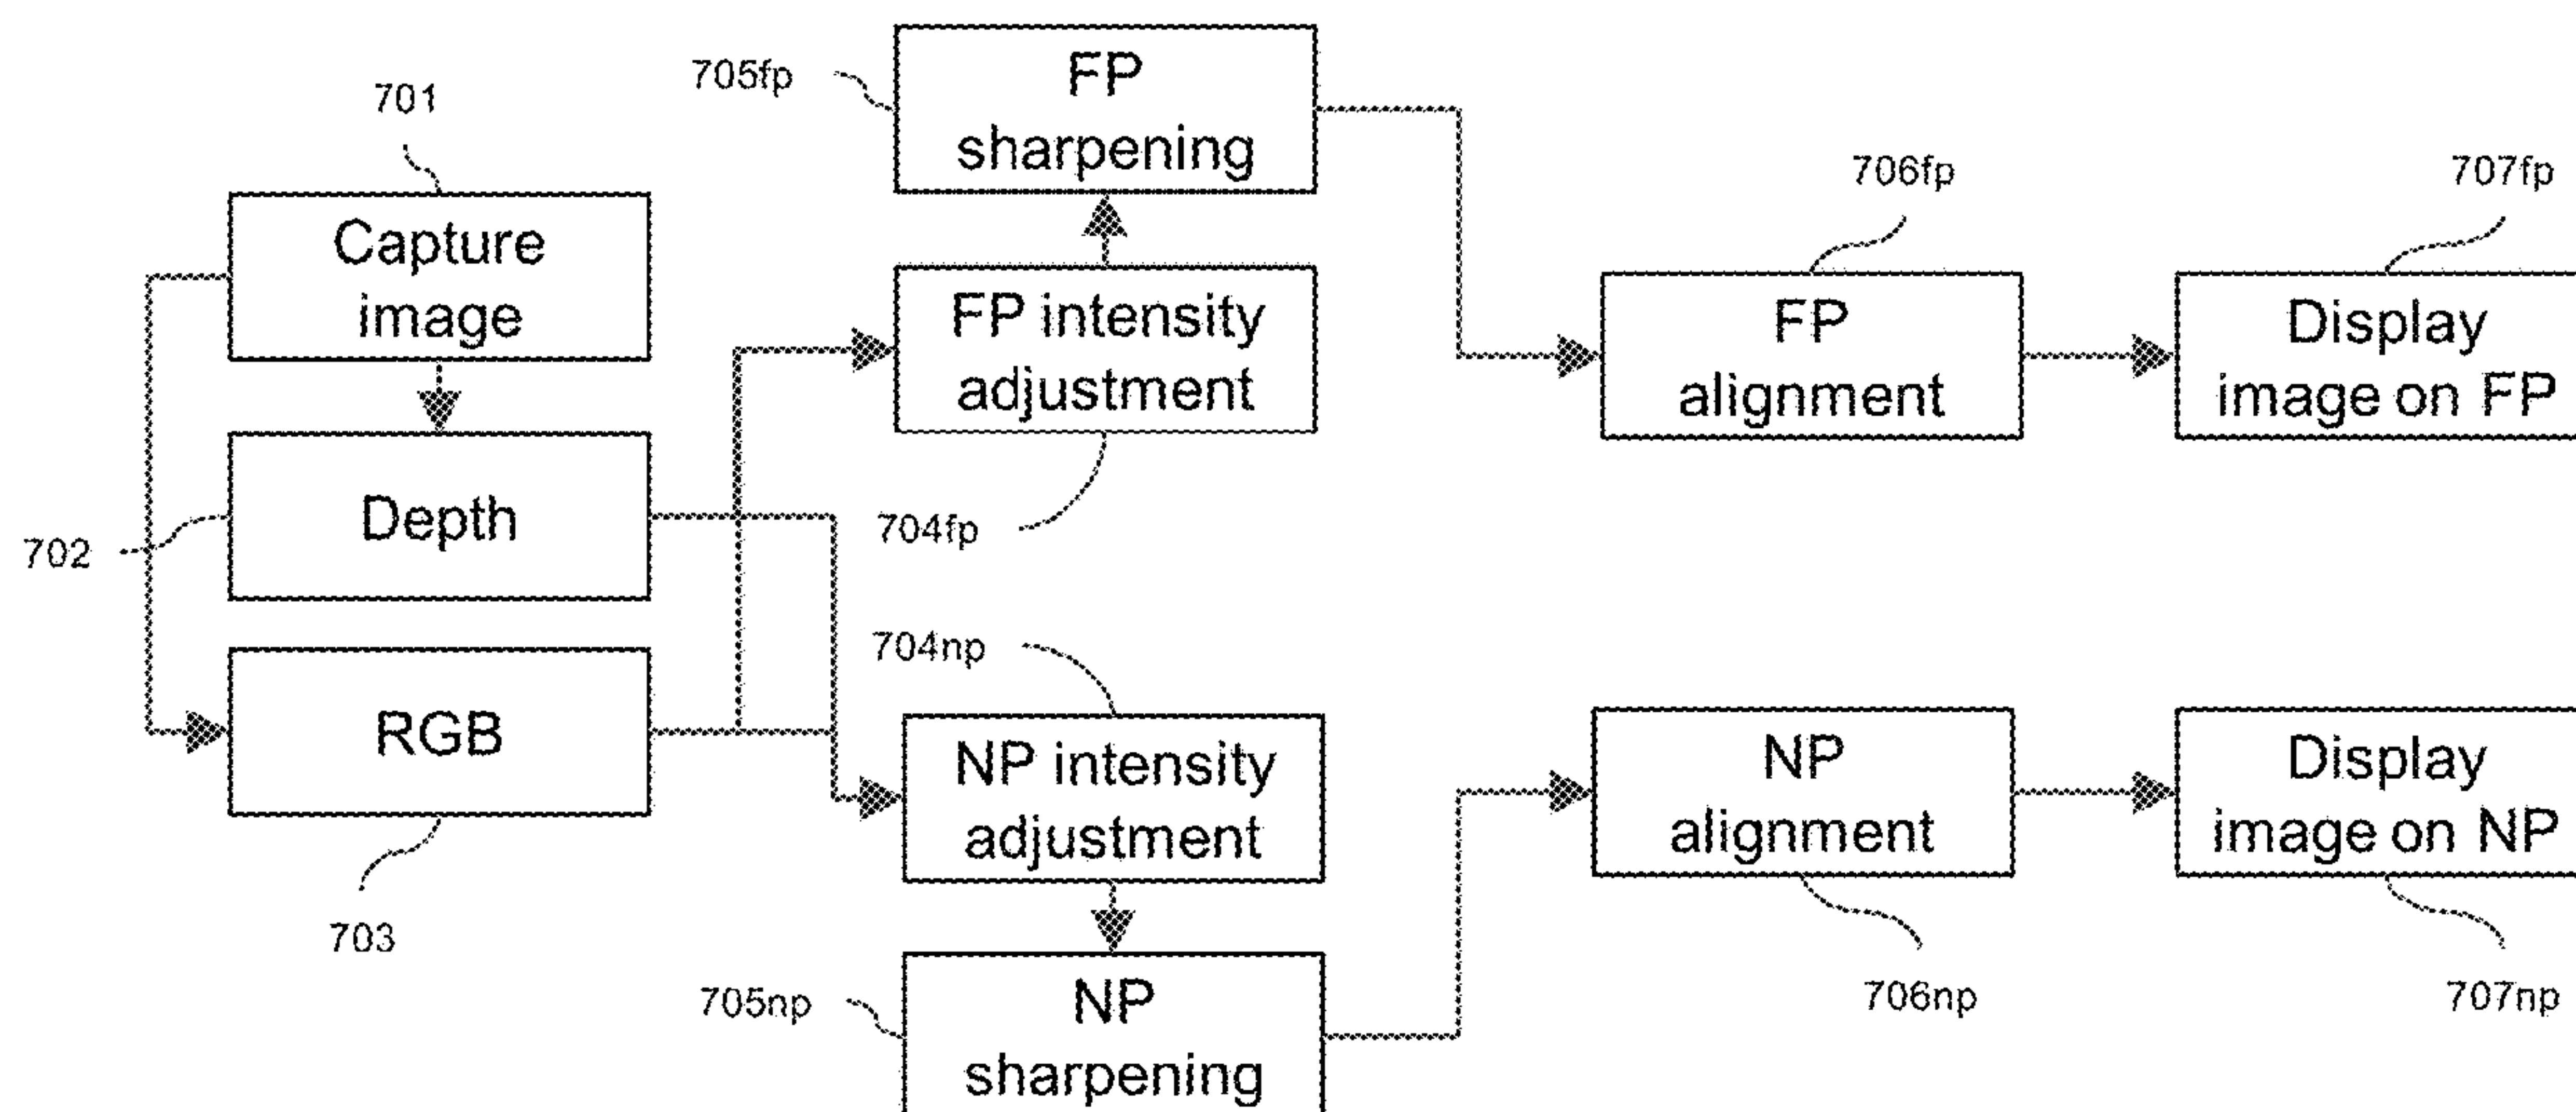 705fp
FP
sharpening
701
Capture
image
706fp
707fp
FP intensity
adjustment
FP
alignment
Display
image on FP
702
Depth
704fp
704np
RGB
NP intensity
adjustment
NP
alignment
Display
image on NP
703
705np
NP
sharpening
706np
707np